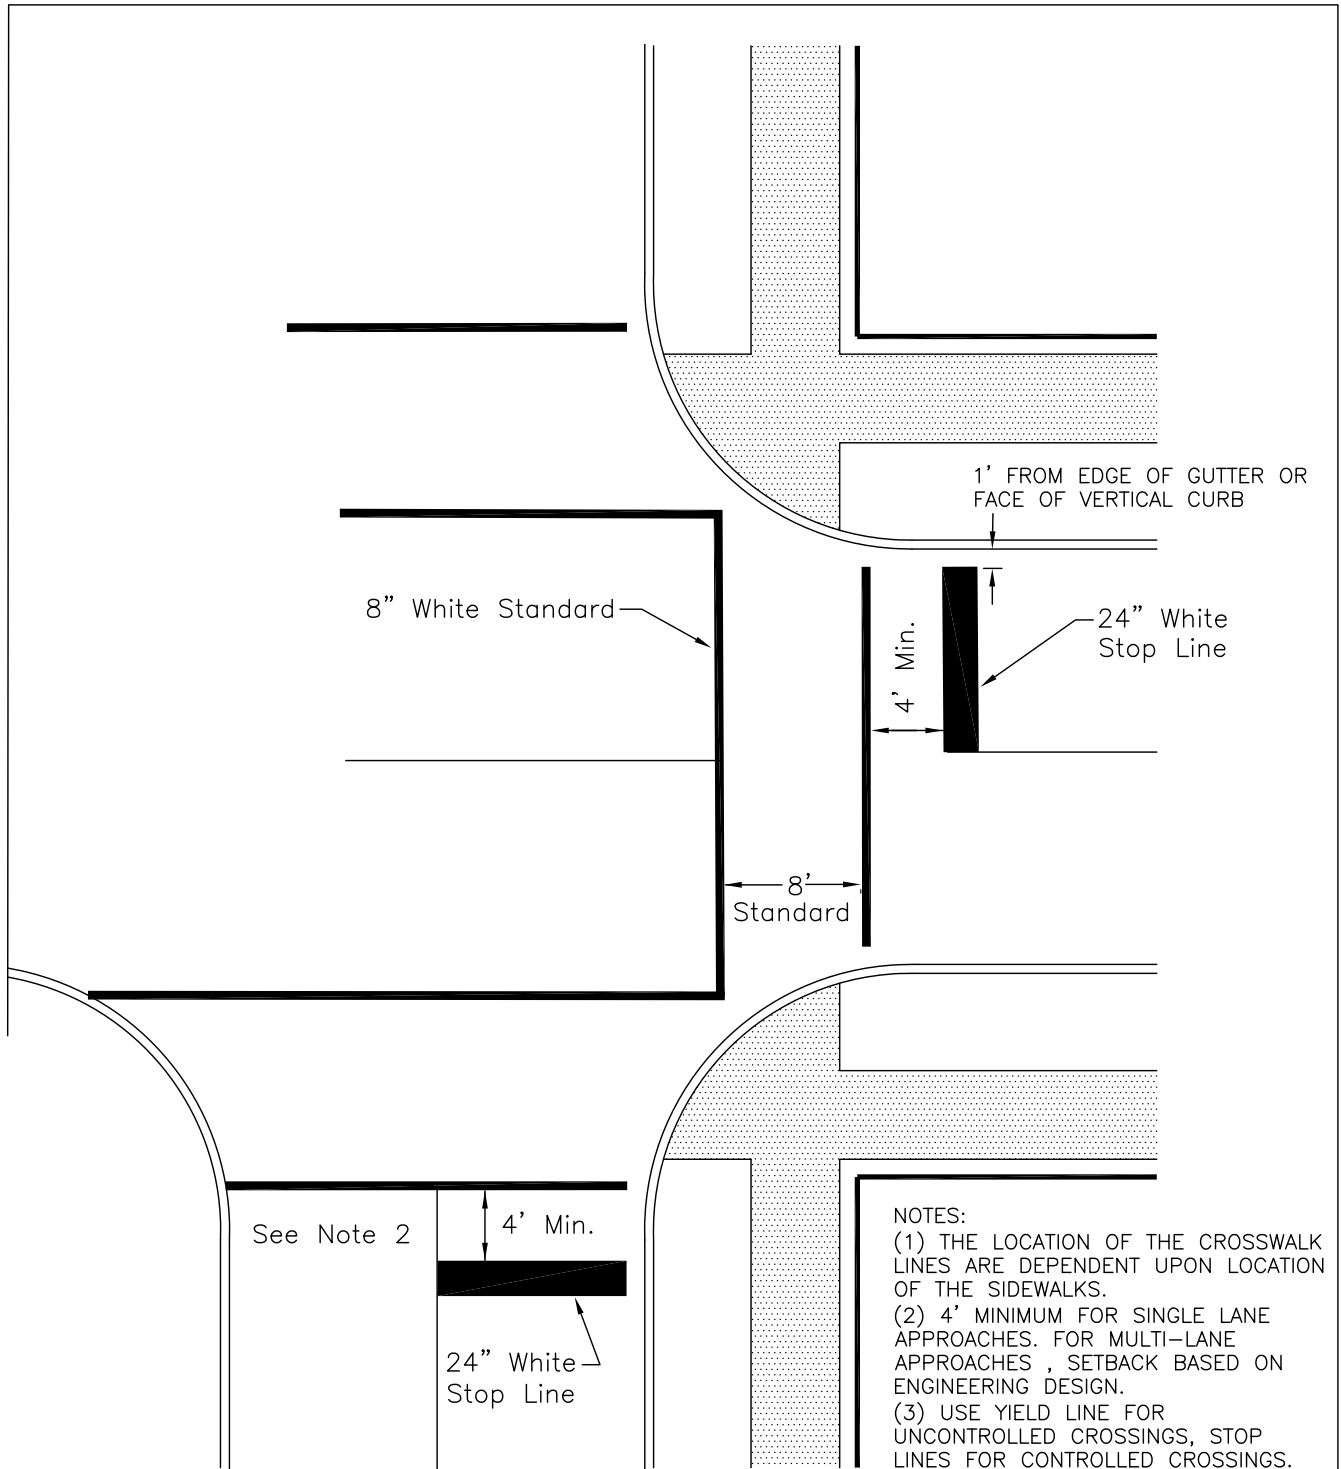 1' FROM EDGE OF GUTTER OR
FACE OF VERTICAL CURB
8" White Standard
24" White
Stop Line
4' Min.
8'
Standard
See Note 2
4' Min.
24" White
Stop Line
NOTES:
(1) THE LOCATION OF THE CROSSWALK
LINES ARE DEPENDENT UPON LOCATION
OF THE SIDEWALKS.
(2) 4' MINIMUM FOR SINGLE LANE
APPROACHES. FOR MULTI-LANE
APPROACHES , SETBACK BASED ON
ENGINEERING DESIGN.
(3) USE YIELD LINE FOR
UNCONTROLLED CROSSINGS, STOP
LINES FOR CONTROLLED CROSSINGS.